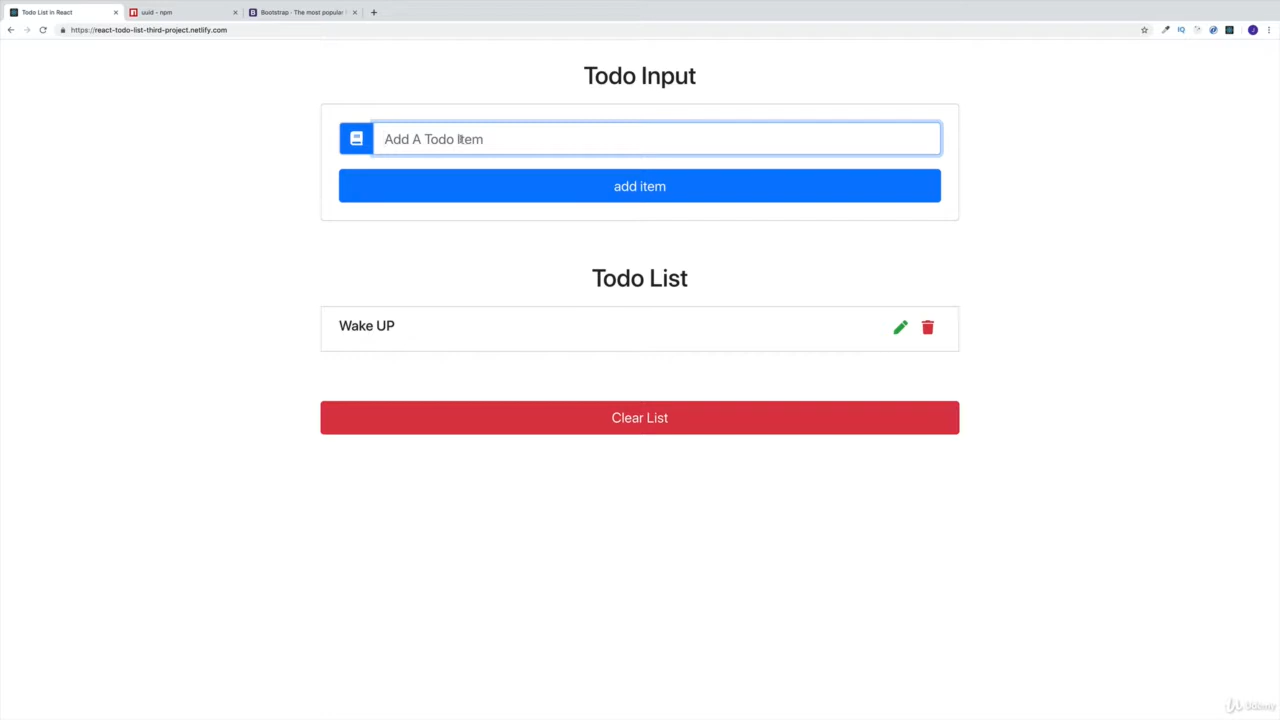 Todo List in React
uuid - npm
Bootstrap - The most popular
https://react-todo-list-third-project.netlify.com
Todo Input
Add A Todo Item
add item
Todo List
Wake UP
Clear List
Udemy